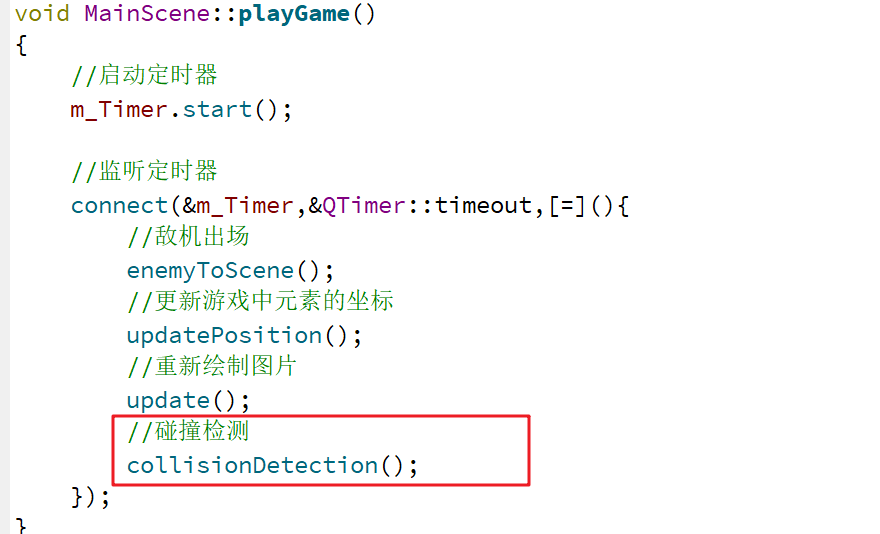 void MainScene::playGame()
{
    //启动定时器
    m_Timer.start();

    //监听定时器
    connect(&m_Timer,&QTimer::timeout,[=](){
        //敌机出场
        enemyToScene();
        //更新游戏中元素的坐标
        updatePosition();
        //重新绘制图片
        update();
        //碰撞检测
        collisionDetection();
    });
}